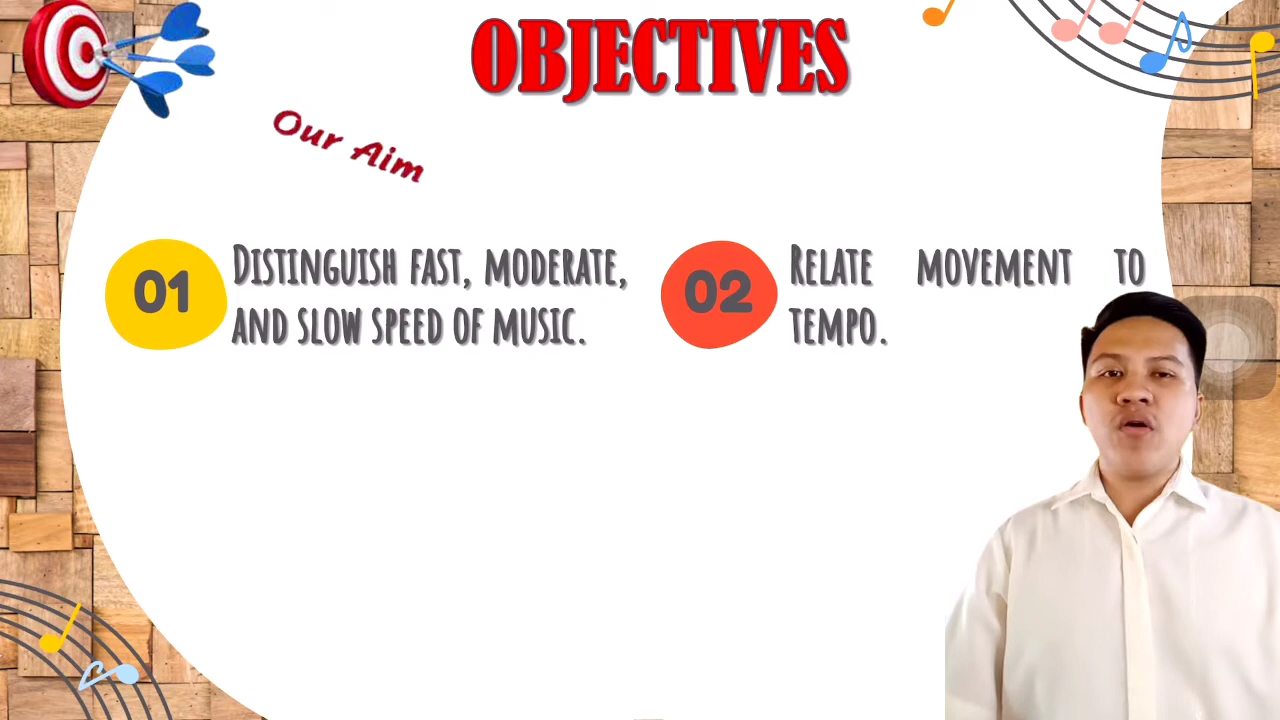 OBJECTIVES
Our Aim
01
DISTINGUISH FAST, MODERATE,
AND SLOW SPEED OF MUSIC.
02
RELATE MOVEMENT TO
TEMPO.